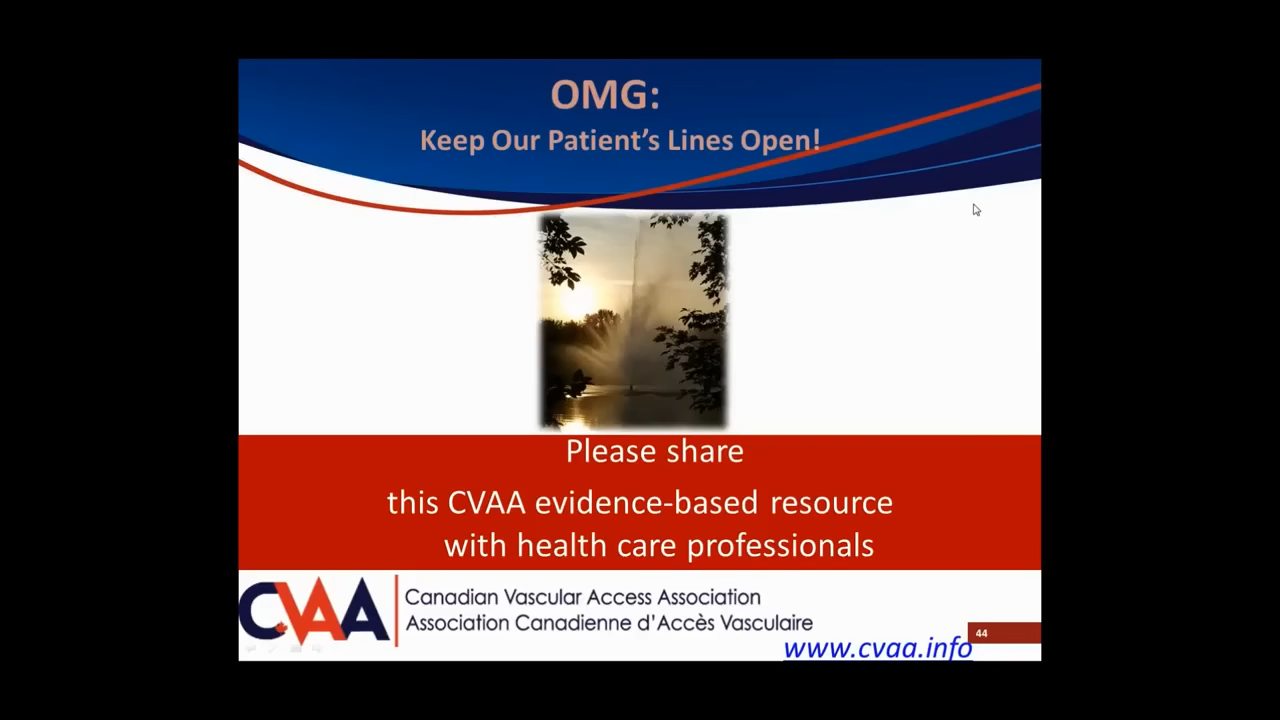 OMG:
Keep Our Patient’s Lines Open!
Please share
this CVAA evidence-based resource
with health care professionals
CVAA
Canadian Vascular Access Association
Association Canadienne d’Accès Vasculaire
44
www.cvaa.info